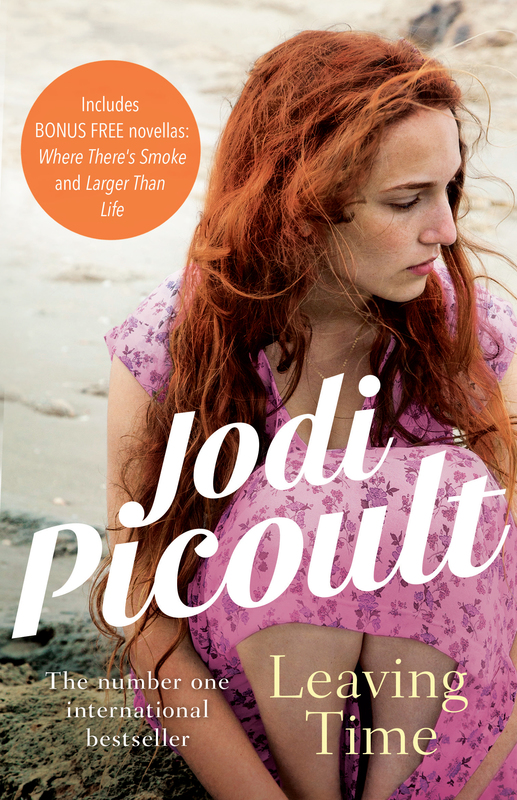 Includes
BONUS FREE novellas:
Where There's Smoke
and Larger Than
Life
Jodi
Picoult
The number one
international
bestseller
Leaving
Time